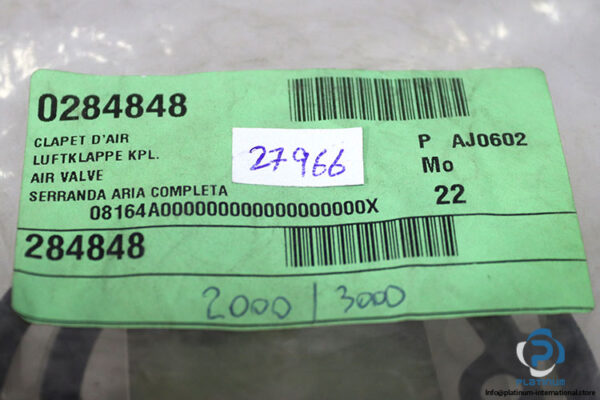 0284848
CLAPET D'AIR
LUFTKLAPPE KPL.
AIR VALVE
SERRANDA ARIA COMPLETA
27966
P AJ0602
Mo
22
08164A0000000000000000000X
284848
2000 / 3000
PLATINUM
info@platinum-international.store